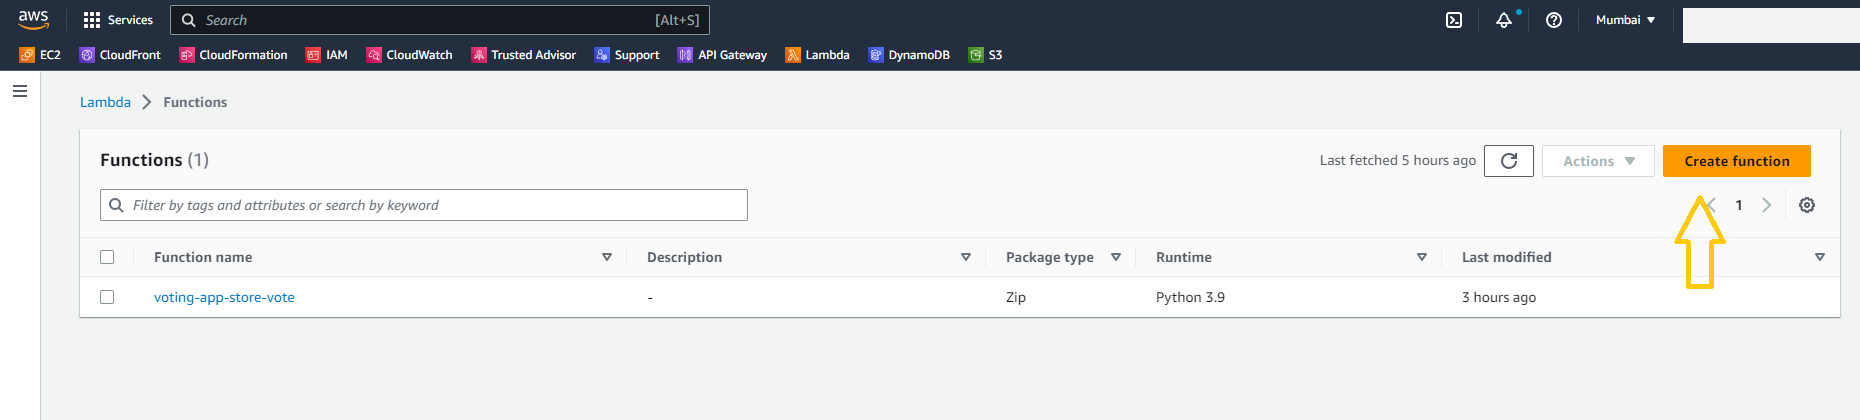 aws Services Search [Alt+S] Mumbai ▼
EC2 CloudFront CloudFormation IAM CloudWatch Trusted Advisor Support API Gateway Lambda DynamoDB S3
Lambda > Functions
Functions (1) Last fetched 5 hours ago Actions ▼ Create function
Filter by tags and attributes or search by keyword < 1 >
Function name Description Package type Runtime Last modified
voting-app-store-vote - Zip Python 3.9 3 hours ago